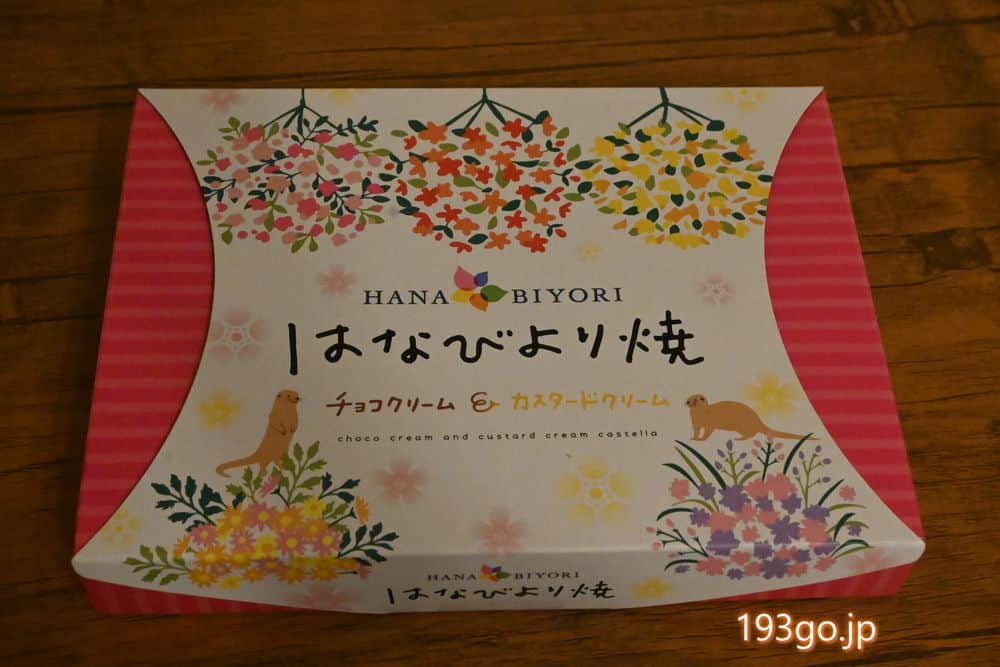 HANA BIYORI
はなびより焼
チョコクリーム & カスタードクリーム
choco cream and custard cream castella
HANA BIYORI
はなびより焼
193go.jp